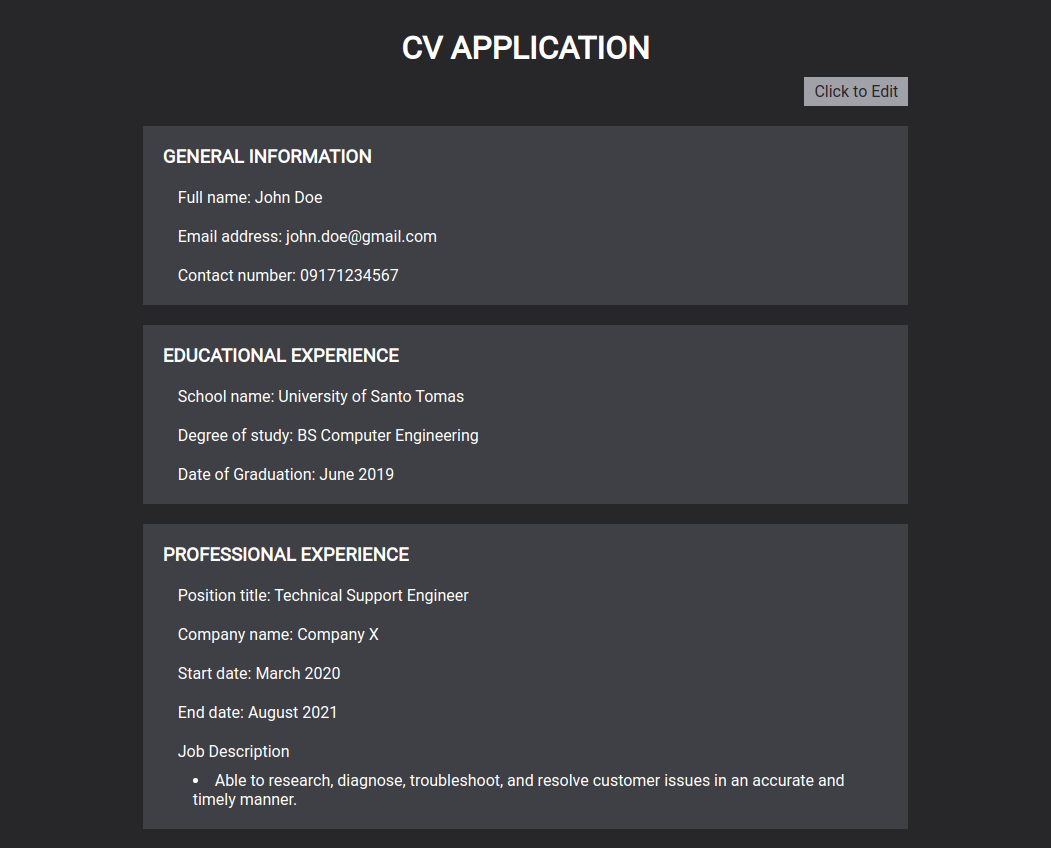 CV APPLICATION
Click to Edit
GENERAL INFORMATION
Full name: John Doe
Email address: john.doe@gmail.com
Contact number: 09171234567
EDUCATIONAL EXPERIENCE
School name: University of Santo Tomas
Degree of study: BS Computer Engineering
Date of Graduation: June 2019
PROFESSIONAL EXPERIENCE
Position title: Technical Support Engineer
Company name: Company X
Start date: March 2020
End date: August 2021
Job Description
• Able to research, diagnose, troubleshoot, and resolve customer issues in an accurate and
timely manner.